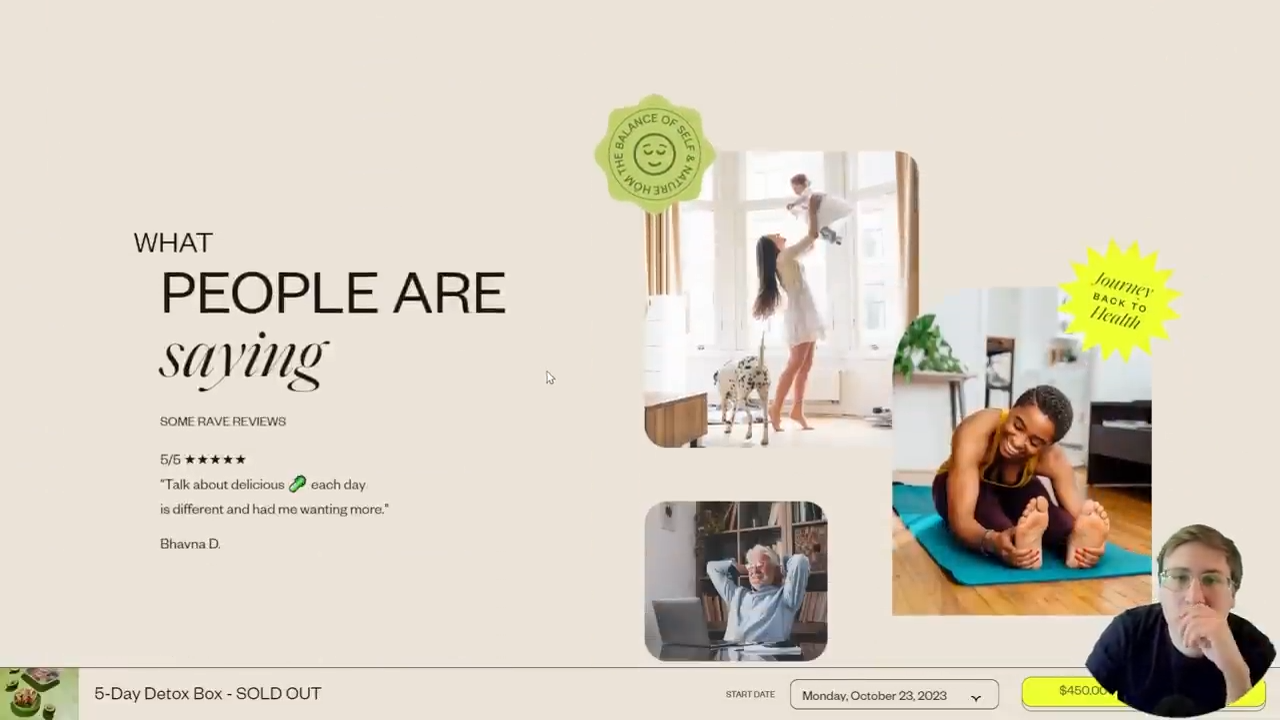 WHAT
PEOPLE ARE
saying
SOME RAVE REVIEWS
5/5 ★★★★★
"Talk about delicious 🥒 each day
is different and had me wanting more."
Bhavna D.
THE BALANCE OF SELF & NATURE HOM
Journey
BACK TO
Health
5-Day Detox Box - SOLD OUT
START DATE
Monday, October 23, 2023
$450.00